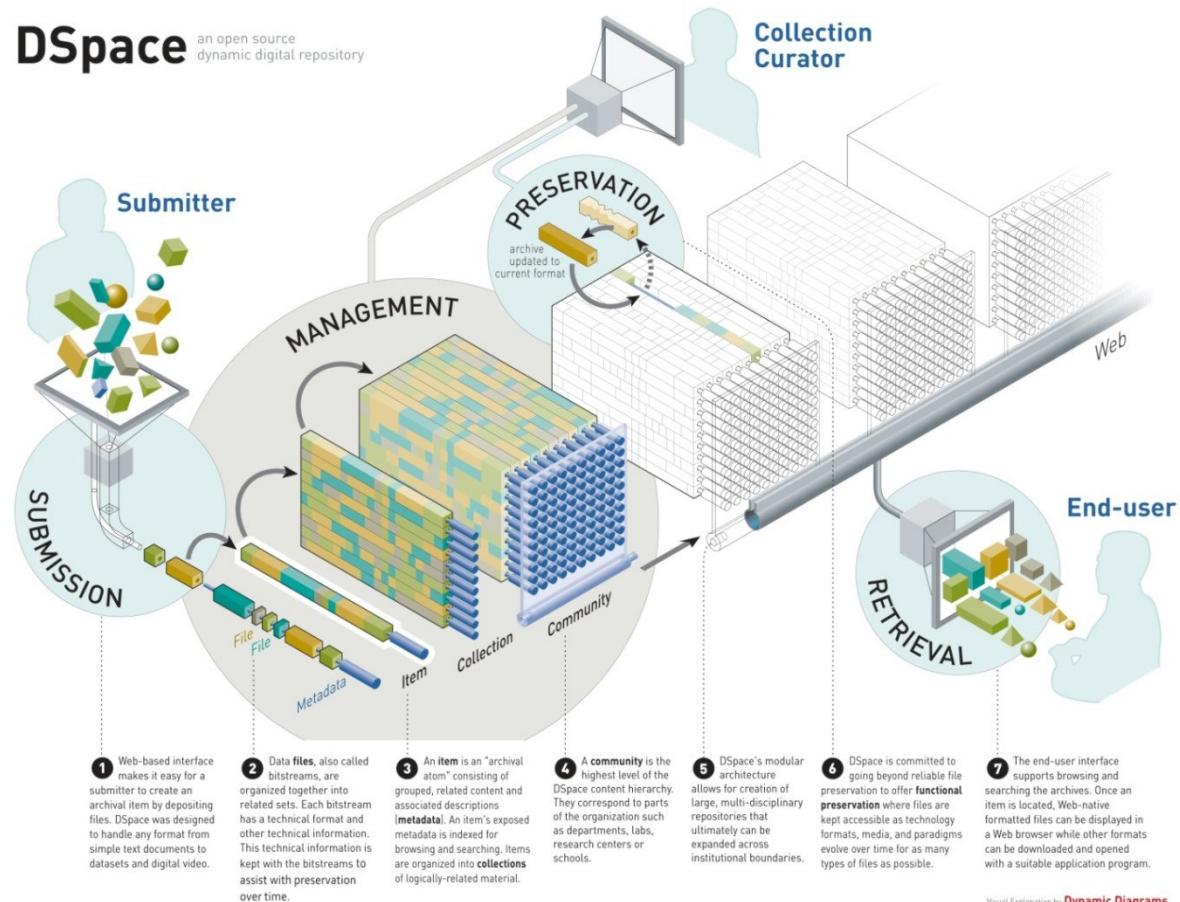 DSpace
an open source
dynamic digital repository
Collection
Curator
Submitter
PRESERVATION
archive
updated to
current format
MANAGEMENT
Web
SUBMISSION
End-user
RETRIEVAL
File
File
Metadata
Item
Collection
Community
1 Web-based interface
makes it easy for a
submitter to create an
archival item by depositing
files. DSpace was designed
to handle any format from
simple text documents to
datasets and digital video.
2 Data files, also called
bitstreams, are
organized together into
related sets. Each bitstream
has a technical format and
other technical information.
This technical information is
kept with the bitstreams to
assist with preservation
over time.
3 An item is an "archival
atom" consisting of
grouped, related content and
associated descriptions
(metadata). An item's exposed
metadata is indexed for
browsing and searching. Items
are organized into collections
of logically-related material.
4 A community is the
highest level of the
DSpace content hierarchy.
They correspond to parts
of the organization such
as departments, labs,
research centers or
schools.
5 DSpace's modular
architecture
allows for creation of
large, multi-disciplinary
repositories that
ultimately can be
expanded across
institutional boundaries.
6 DSpace is committed to
going beyond reliable file
preservation to offer functional
preservation where files are
kept accessible as technology
formats, media, and paradigms
evolve over time for as many
types of files as possible.
7 The end-user interface
supports browsing and
searching the archives. Once an
item is located, Web-native
formatted files can be displayed in
a Web browser while other formats
can be downloaded and opened
with a suitable application program.
Visual Explanation by Dynamic Diagrams